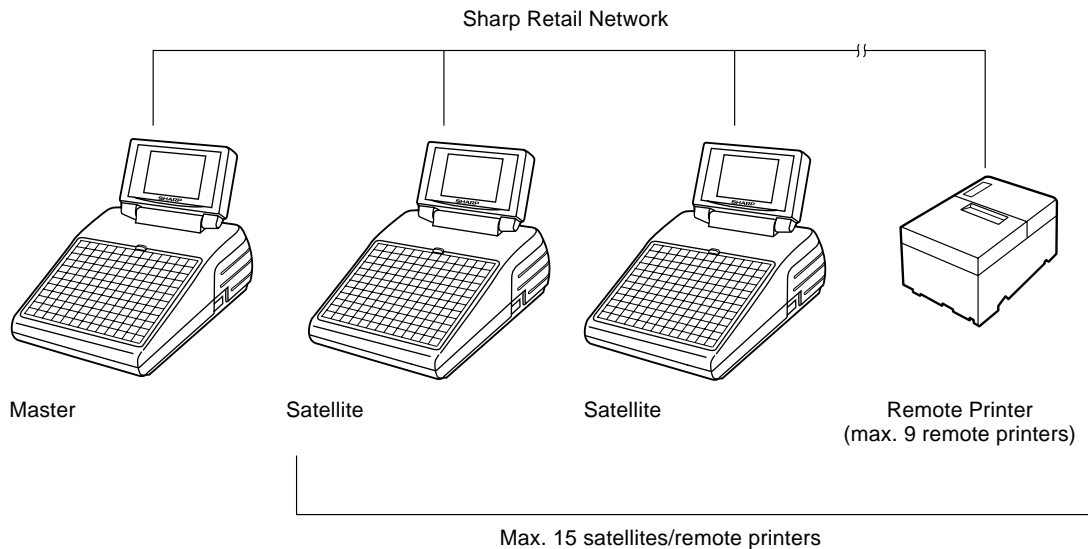 Sharp Retail Network
SHARP
SHARP
SHARP
Master
Satellite
Satellite
Remote Printer
(max. 9 remote printers)
Max. 15 satellites/remote printers